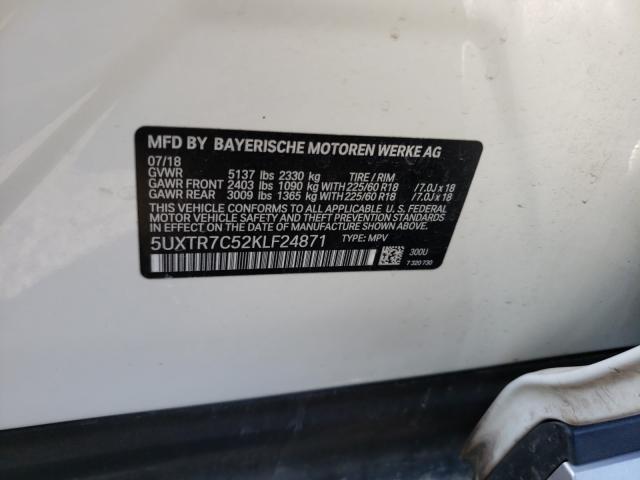 MFD BY BAYERISCHE MOTOREN WERKE AG
07/18
GVWR 5137 lbs 2330 kg TIRE / RIM
GAWR FRONT 2403 lbs 1090 kg WITH 225/60 R18 /7.0J x 18
GAWR REAR 3009 lbs 1365 kg WITH 225/60 R18 /7.0J x 18
THIS VEHICLE CONFORMS TO ALL APPLICABLE FEDERAL
MOTOR VEHICLE SAFETY, AND THEFT PREVENTION STANDARDS
IN EFFECT ON THE DATE OF MANUFACTURE SHOWN ABOVE.
5UXTR7C52KLF24871 TYPE: MPV
300U
7 320 730